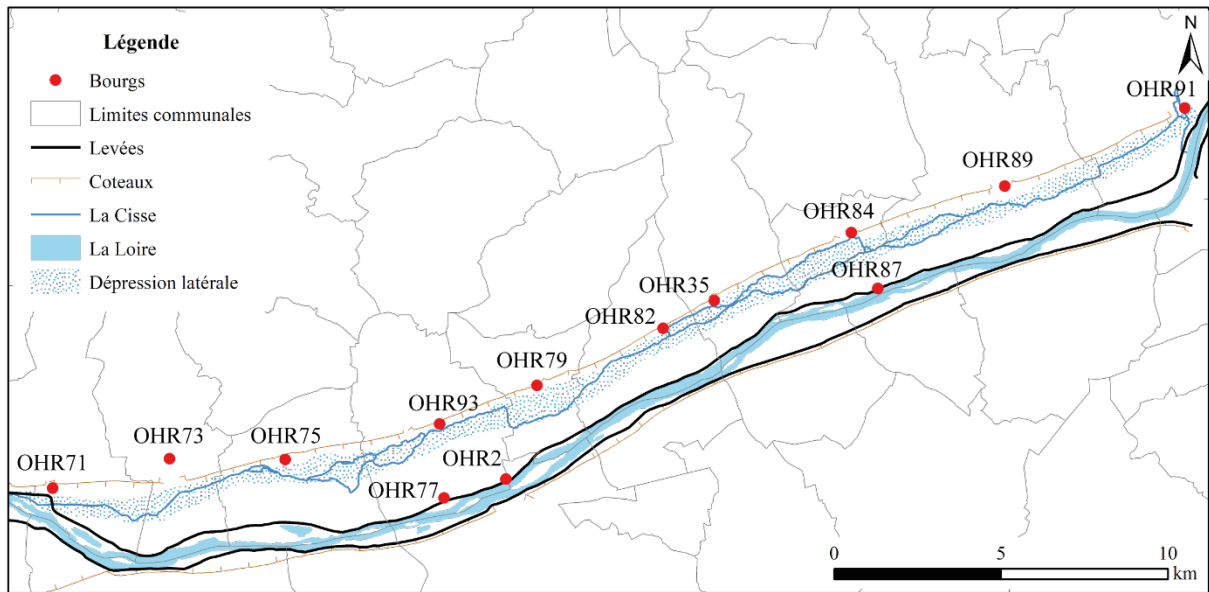 Légende
Bourgs
Limites communales
Levées
Coteaux
La Cisse
La Loire
Dépression latérale
N
OHR91
OHR89
OHR84
OHR87
OHR35
OHR82
OHR79
OHR93
OHR73
OHR75
OHR2
OHR71
OHR77
0 5 10
km